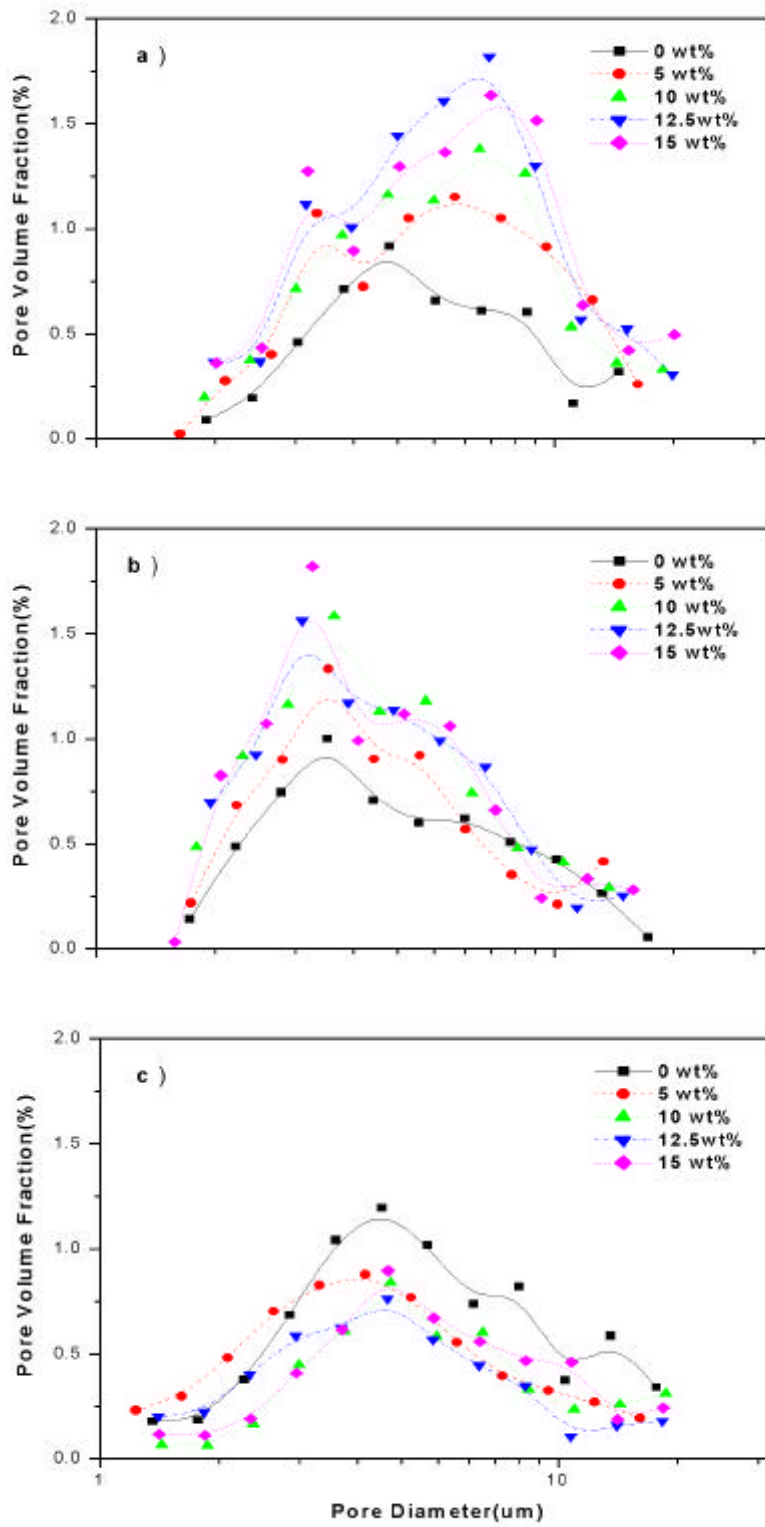 2.0
a )
0 wt%
5 wt%
1.5
10 wt%
12.5wt%
15 wt%
1.0
Pore Volume Fraction(%)
0.5
0.0
2.0
b )
0 wt%
5 wt%
1.5
10 wt%
12.5wt%
15 wt%
1.0
Pore Volume Fraction(%)
0.5
0.0
2.0
c )
0 wt%
5 wt%
1.5
10 wt%
12.5wt%
15 wt%
1.0
Pore Volume Fraction(%)
0.5
0.0
1 10
Pore Diameter(um)